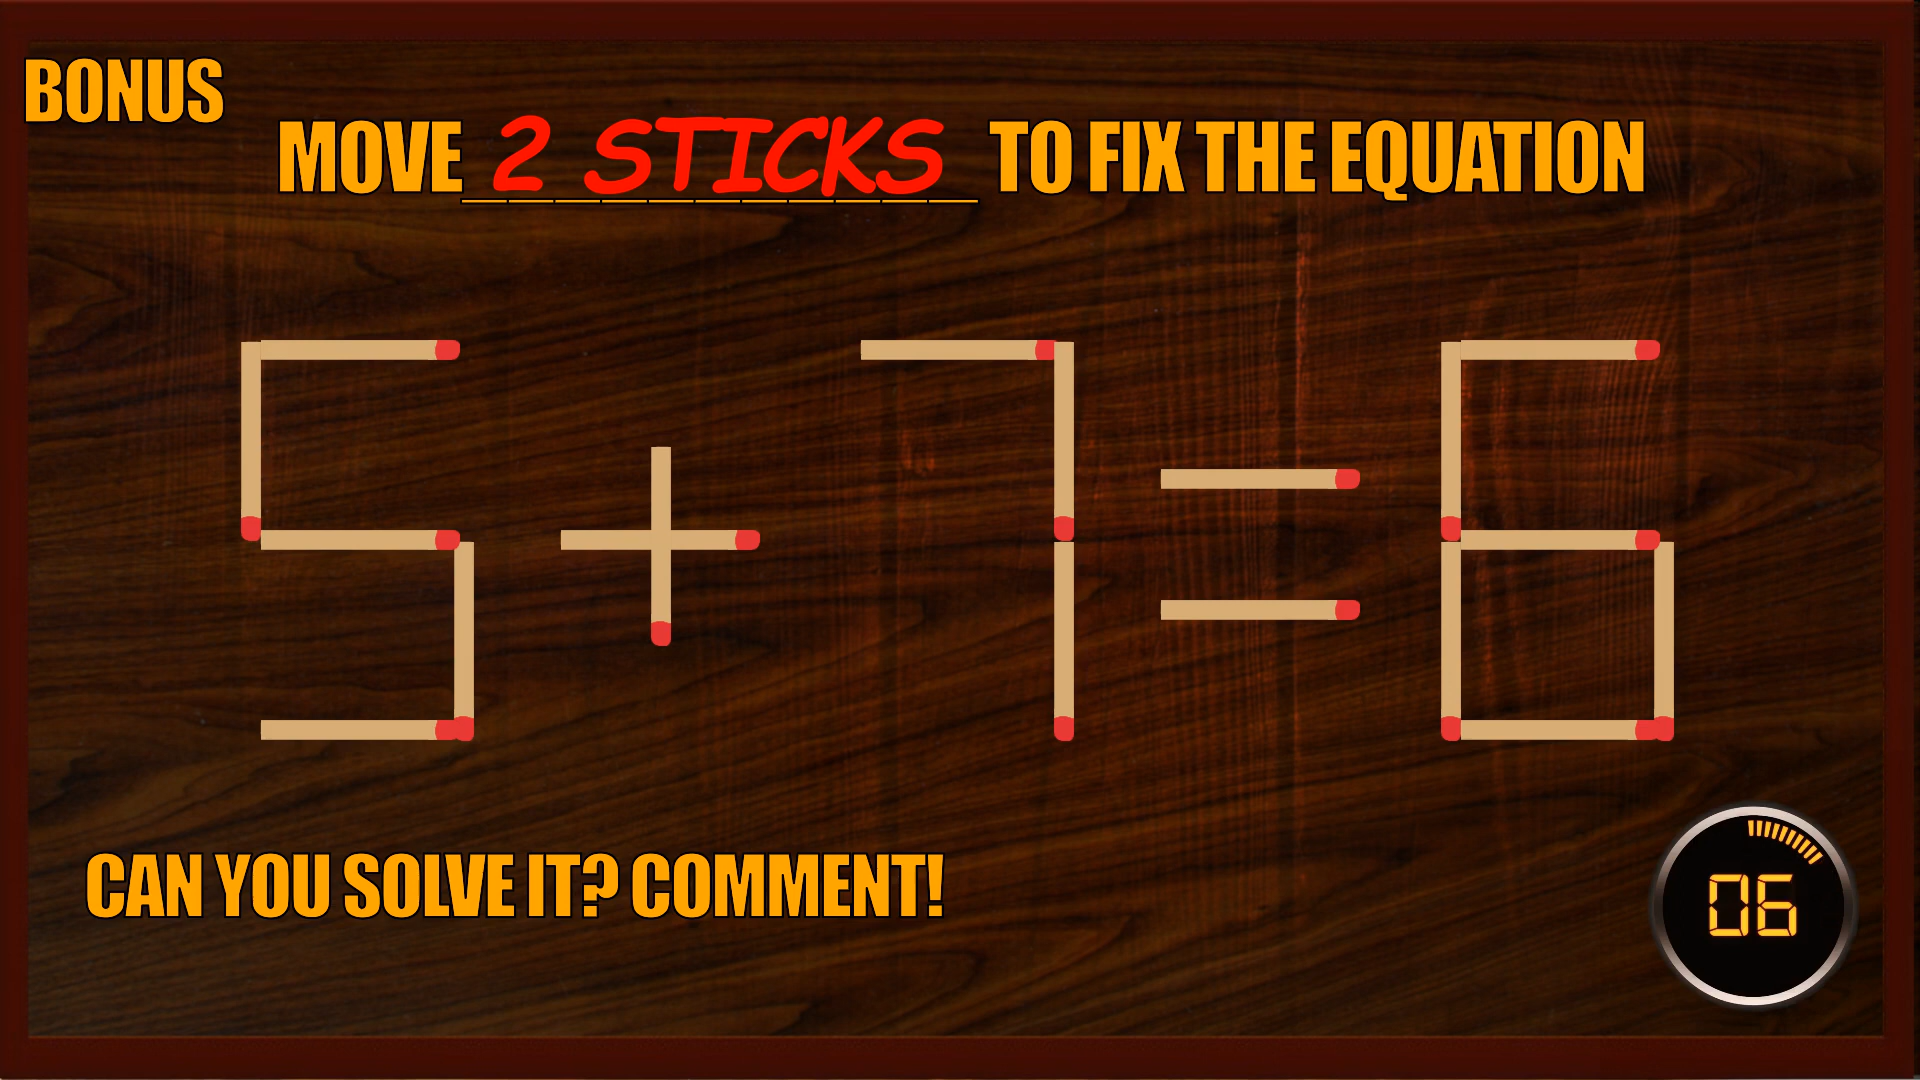 BONUS
MOVE 2 STICKS TO FIX THE EQUATION
5+7=6
CAN YOU SOLVE IT? COMMENT!
06